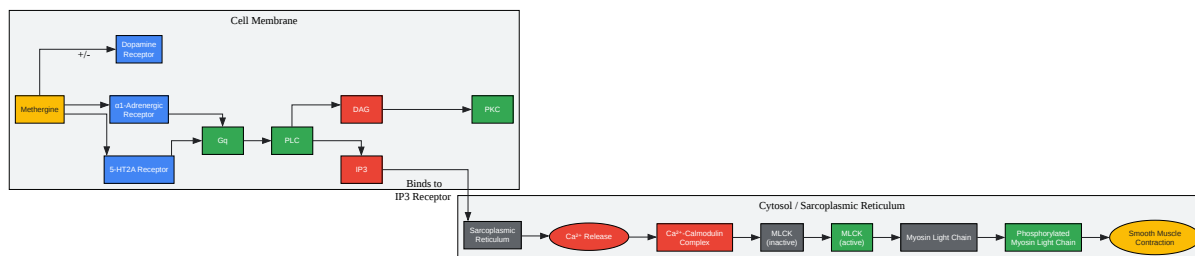 Cell Membrane
Dopamine
Receptor
+/-
Methergine
α1-Adrenergic
Receptor
DAG
PKC
Gq
PLC
5-HT2A Receptor
IP3
Binds to
IP3 Receptor
Cytosol / Sarcoplasmic Reticulum
Sarcoplasmic
Reticulum
Ca²⁺ Release
Ca²⁺-Calmodulin
Complex
MLCK
(inactive)
MLCK
(active)
Myosin Light Chain
Phosphorylated
Myosin Light Chain
Smooth Muscle
Contraction